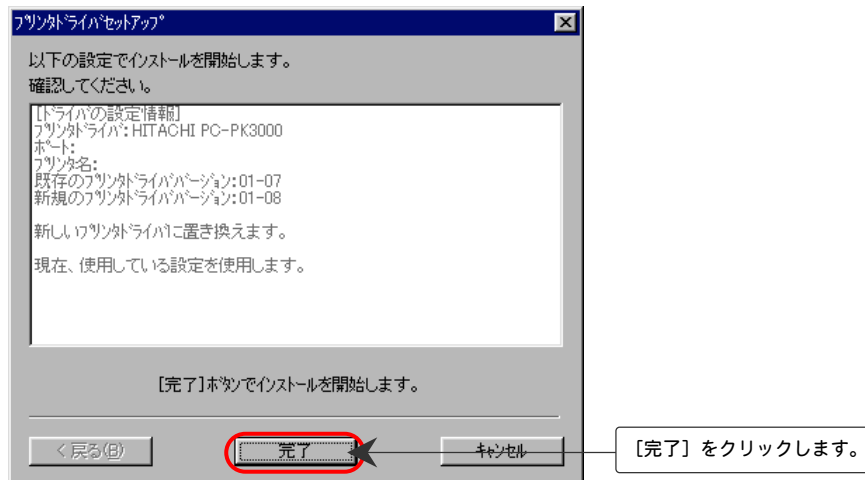 プリンタドライバセットアップ
以下の設定でインストールを開始します。
確認してください。
[ドライバの設定情報]
プリンタドライバ: HITACHI PC-PK3000
ポート:
プリンタ名:
既存のプリンタドライババージョン:01-07
新規のプリンタドライババージョン:01-08
新しいプリンタドライバに置き換えます。
現在、使用している設定を使用します。
[完了]ボタンでインストールを開始します。
< 戻る(B)
完了
キャンセル
［完了］をクリックします。